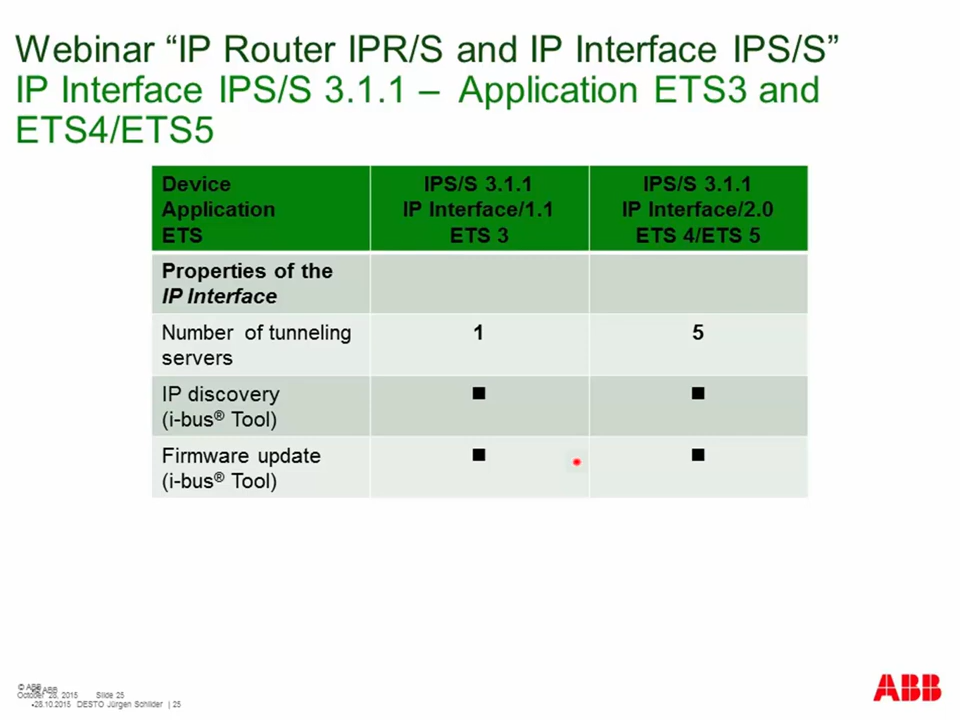 Webinar “IP Router IPR/S and IP Interface IPS/S”
IP Interface IPS/S 3.1.1 – Application ETS3 and
ETS4/ETS5
Device
Application
ETS
IPS/S 3.1.1
IP Interface/1.1
ETS 3
IPS/S 3.1.1
IP Interface/2.0
ETS 4/ETS 5
Properties of the
IP Interface
Number of tunneling
servers
1
5
IP discovery
(i-bus® Tool)
■
■
Firmware update
(i-bus® Tool)
■
■
© ABB
October 28, 2015 Slide 25
•28.10.2015 DESTO Jürgen Schilder | 25
ABB